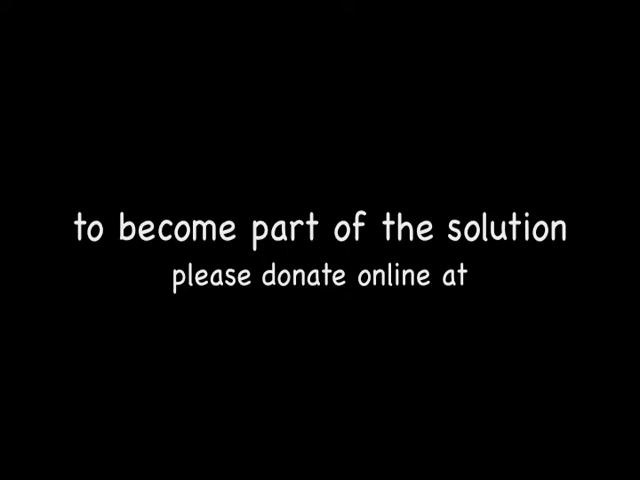 to become part of the solution
please donate online at